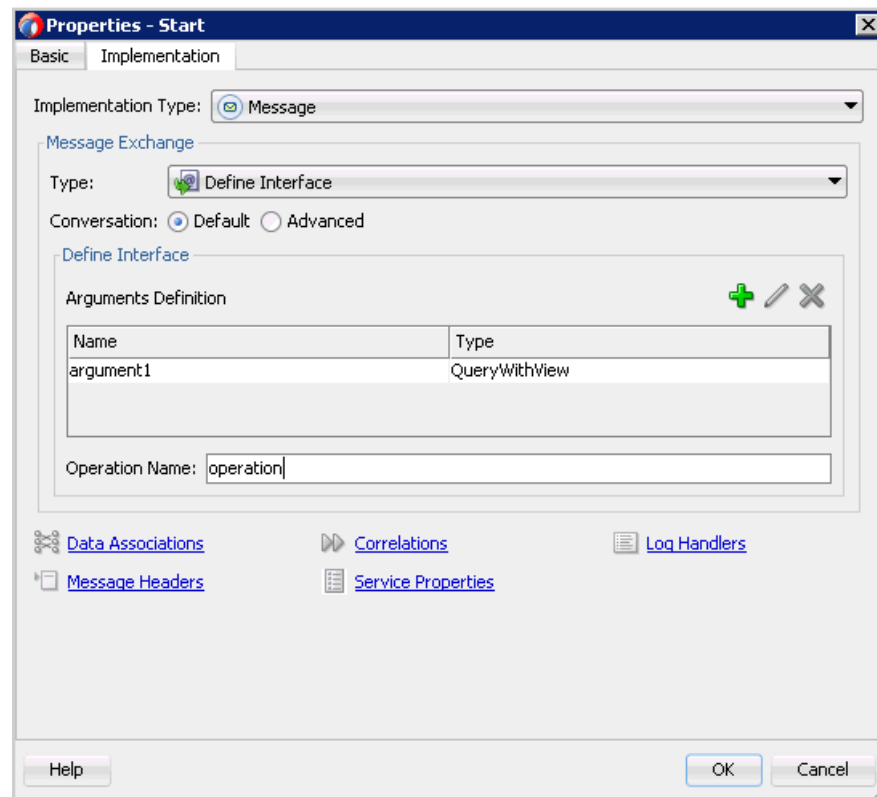 Properties - Start
Basic Implementation
Implementation Type: Message
Message Exchange
Type: Define Interface
Conversation: Default Advanced
Define Interface
Arguments Definition
Name Type
argument1 QueryWithView
Operation Name: operation
Data Associations Correlations Log Handlers
Message Headers Service Properties
Help OK Cancel